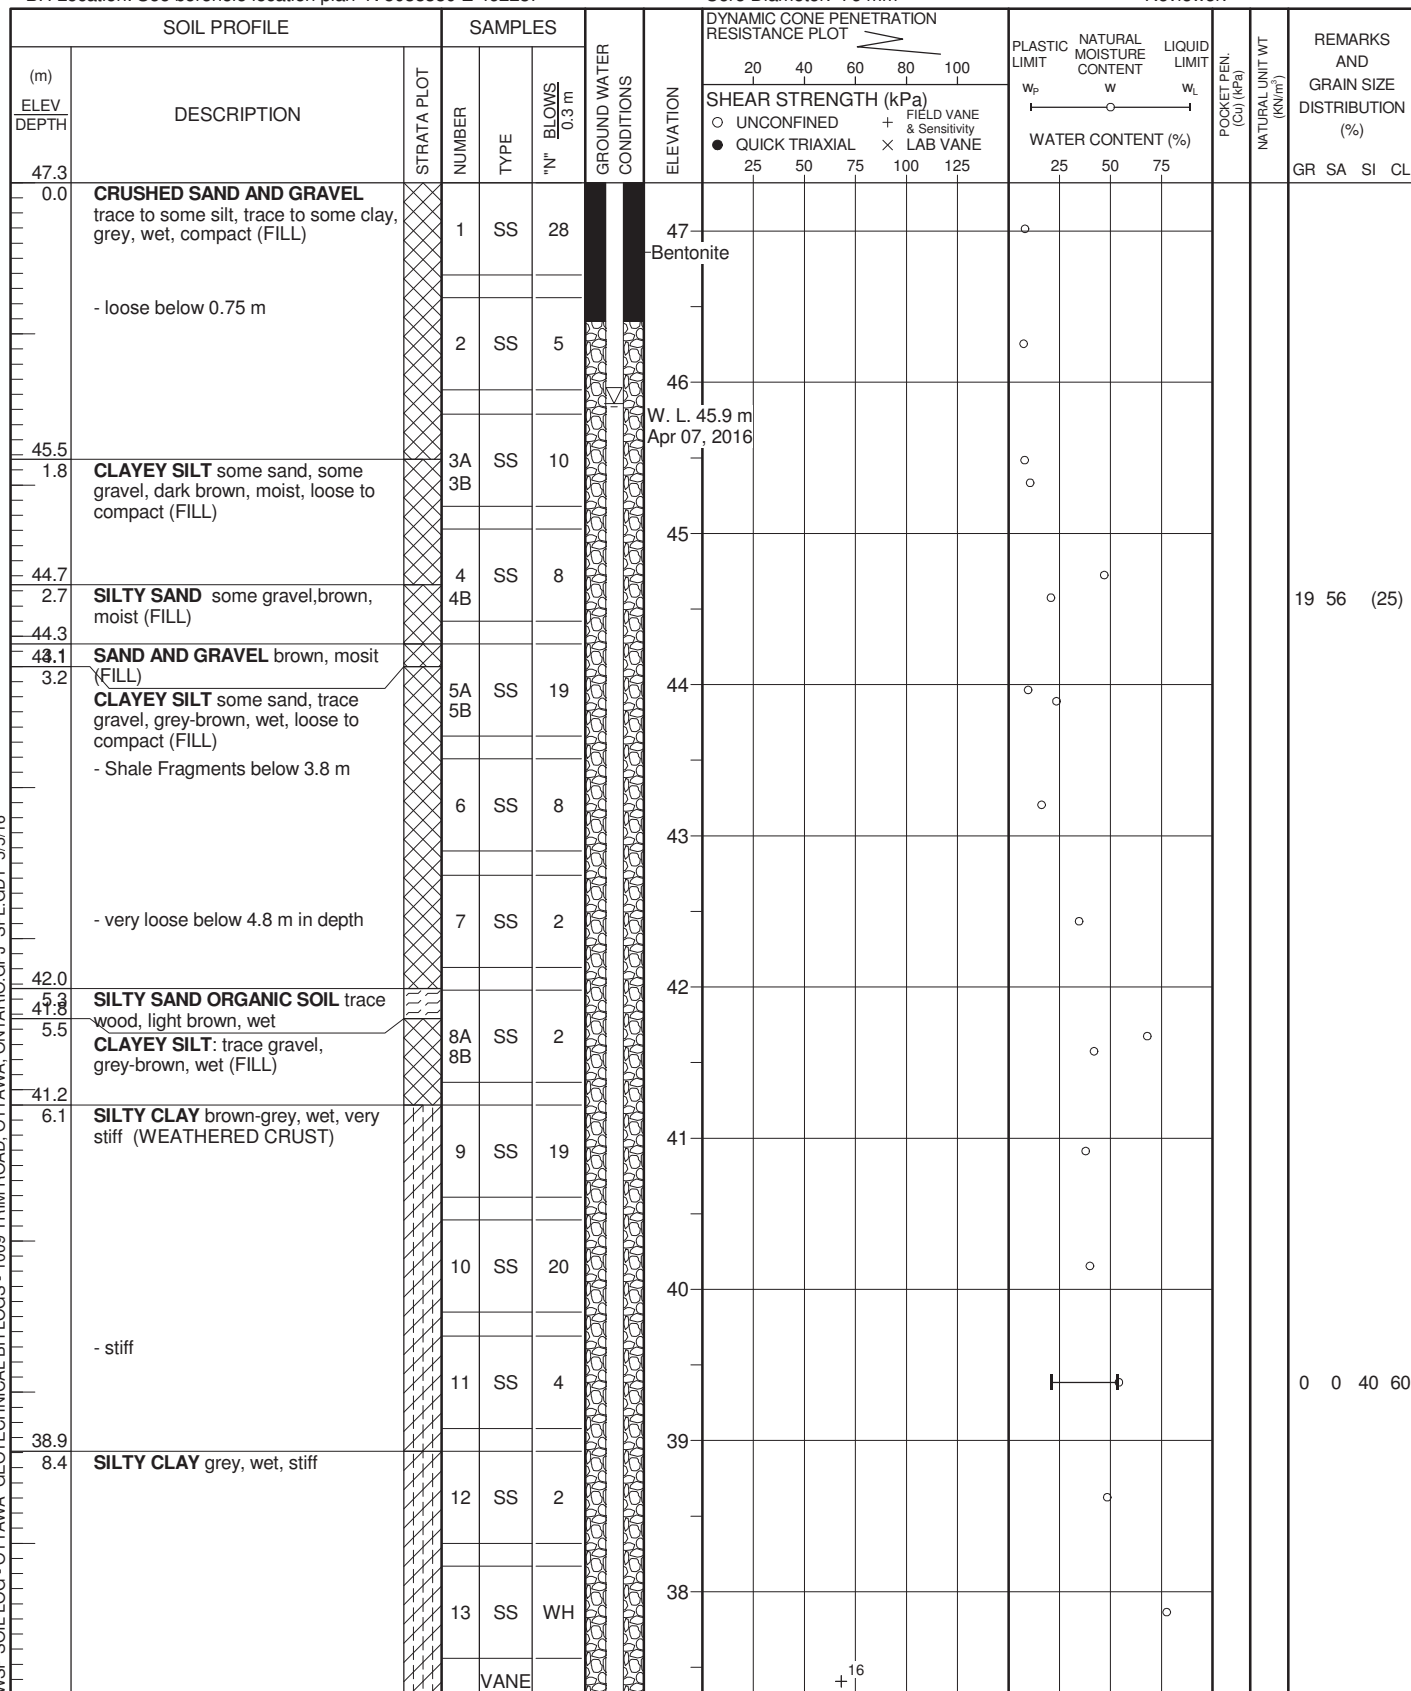 SOIL PROFILE
SAMPLES
(m)
ELEV
DEPTH
DESCRIPTION
STRATA PLOT
NUMBER
TYPE
"N" BLOWS
0.3 m
GROUND WATER
CONDITIONS
ELEVATION
DYNAMIC CONE PENETRATION
RESISTANCE PLOT
20 40 60 80 100
SHEAR STRENGTH (kPa)
○ UNCONFINED + FIELD VANE
& Sensitivity
● QUICK TRIAXIAL × LAB VANE
25 50 75 100 125
PLASTIC LIMIT
NATURAL MOISTURE CONTENT
LIQUID LIMIT
WP W WL
WATER CONTENT (%)
25 50 75
POCKET PEN.
(Cu) (kPa)
NATURAL UNIT WT
(KN/m³)
REMARKS
AND
GRAIN SIZE
DISTRIBUTION
(%)
GR SA SI CL
47.3
0.0 CRUSHED SAND AND GRAVEL
trace to some silt, trace to some clay,
grey, wet, compact (FILL)
1 SS 28
47
Bentonite
- loose below 0.75 m
2 SS 5
46
W. L. 45.9 m
Apr 07, 2016
45.5
1.8 CLAYEY SILT some sand, some
gravel, dark brown, moist, loose to
compact (FILL)
3A SS 10
3B
45
44.7
2.7 SILTY SAND some gravel,brown,
moist (FILL)
4 SS 8
4B
19 56 (25)
44.3
3.1 SAND AND GRAVEL brown, mosit
(FILL)
44.1
3.2
CLAYEY SILT some sand, trace
gravel, grey-brown, wet, loose to
compact (FILL)
5A SS 19
5B
44
- Shale Fragments below 3.8 m
6 SS 8
43
- very loose below 4.8 m in depth
7 SS 2
42.0
42
5.3 SILTY SAND ORGANIC SOIL trace
wood, light brown, wet
41.8
5.5
CLAYEY SILT: trace gravel,
grey-brown, wet (FILL)
8A SS 2
8B
41.2
6.1 SILTY CLAY brown-grey, wet, very
stiff (WEATHERED CRUST)
9 SS 19
41
10 SS 20
40
- stiff
11 SS 4
0 0 40 60
38.9
39
8.4 SILTY CLAY grey, wet, stiff
12 SS 2
38
13 SS WH
VANE
16